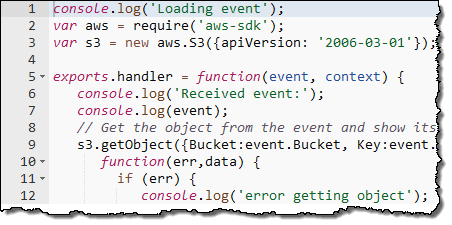 1 console.log('Loading event');
2 var aws = require('aws-sdk');
3 var s3 = new aws.S3({apiVersion: '2006-03-01'});
4
5 exports.handler = function(event, context) {
6 console.log('Received event:');
7 console.log(event);
8 // Get the object from the event and show its
9 s3.getObject({Bucket:event.Bucket, Key:event.
10 function(err,data) {
11 if (err) {
12 console.log('error getting object');